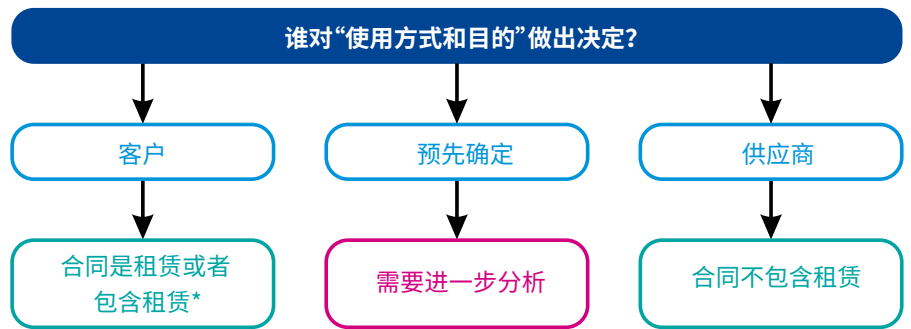 谁对“使用方式和目的”做出决定？
客户
预先确定
供应商
合同是租赁或者
包含租赁*
需要进一步分析
合同不包含租赁